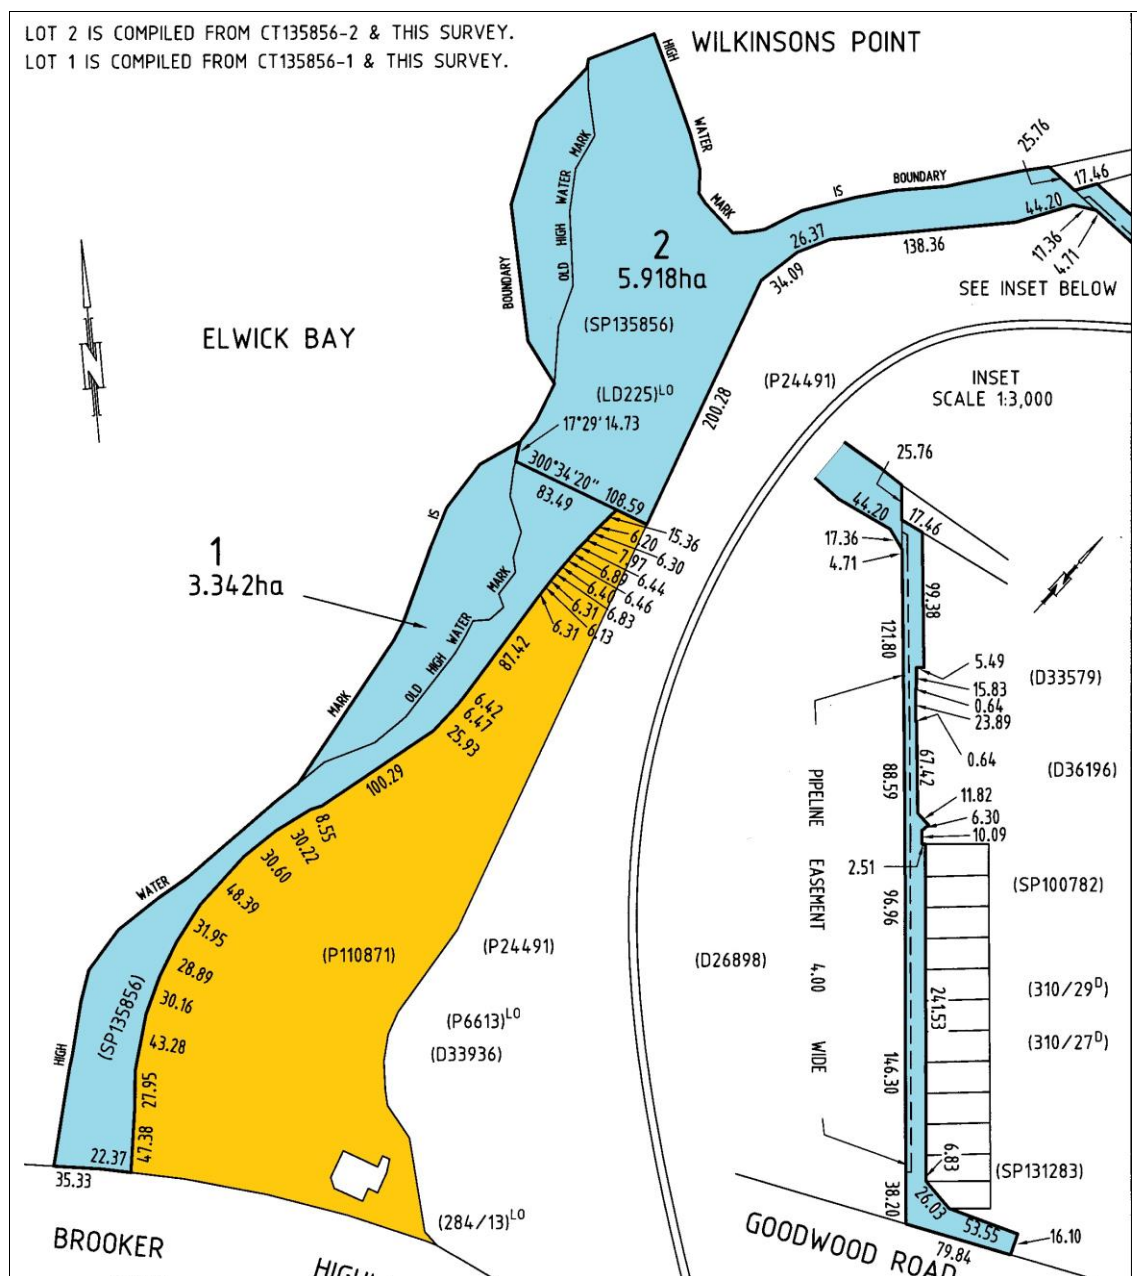 LOT 2 IS COMPILED FROM CT135856-2 & THIS SURVEY.
LOT 1 IS COMPILED FROM CT135856-1 & THIS SURVEY.
WILKINSONS POINT
HIGH
WATER
MARK
IS
BOUNDARY
25.76
17.46
44.20
17.36
4.71
26.37
138.36
34.09
SEE INSET BELOW
2
5.918ha
(SP135856)
OLD HIGH WATER MARK
BOUNDARY
ELWICK BAY
(LD225)LO
(P24491)
200.28
INSET
SCALE 1:3,000
17°29' 14.73
300°34'20"
83.49
108.59
IS
1
3.342ha
MARK
OLD HIGH WATER MARK
15.36
6.20
6.30
7.97
6.44
6.89
6.46
6.40
6.83
6.31
6.13
6.31
87.42
6.42
6.47
25.93
100.29
8.55
30.22
30.60
48.39
31.95
28.89
30.16
43.28
27.95
47.38
22.37
35.33
WATER
HIGH
(SP135856)
(P110871)
(P24491)
(P6613)LO
(D33936)
(284/13)LO
(D26898)
BROOKER
25.76
44.20
17.46
17.36
4.71
99.38
121.80
5.49
15.83
0.64
23.89
0.64
(D33579)
67.42
88.59
(D36196)
11.82
6.30
10.09
2.51
96.96
(SP100782)
PIPELINE EASEMENT 4.00 WIDE
241.53
(310/29D)
(310/27D)
146.30
6.83
(SP131283)
38.20
26.03
53.55
16.10
79.84
GOODWOOD ROAD